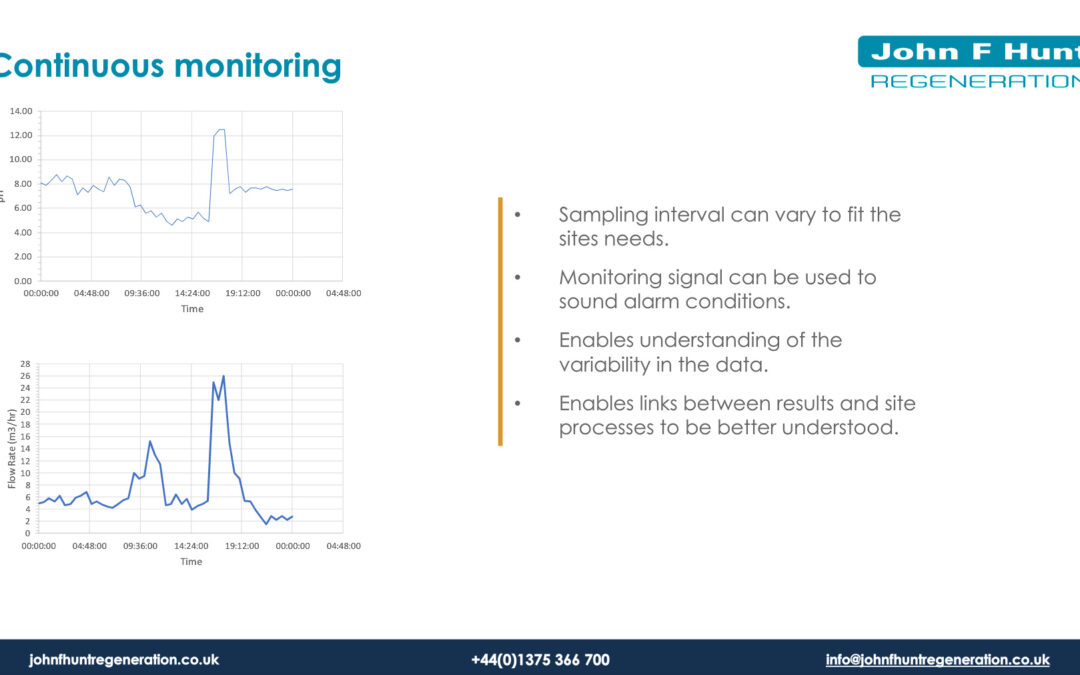 Continuous monitoring
John F Hunt
REGENERATION
14.00
12.00
10.00
8.00
6.00
4.00
2.00
0.00
pH
00:00:00 04:48:00 09:36:00 14:24:00 19:12:00 00:00:00 04:48:00
Time
28
26
24
22
20
18
16
14
12
10
8
6
4
2
0
Flow Rate (m3/hr)
00:00:00 04:48:00 09:36:00 14:24:00 19:12:00 00:00:00 04:48:00
Time
• Sampling interval can vary to fit the
sites needs.
• Monitoring signal can be used to
sound alarm conditions.
• Enables understanding of the
variability in the data.
• Enables links between results and site
processes to be better understood.
johnfhuntregeneration.co.uk
+44(0)1375 366 700
info@johnfhuntregeneration.co.uk